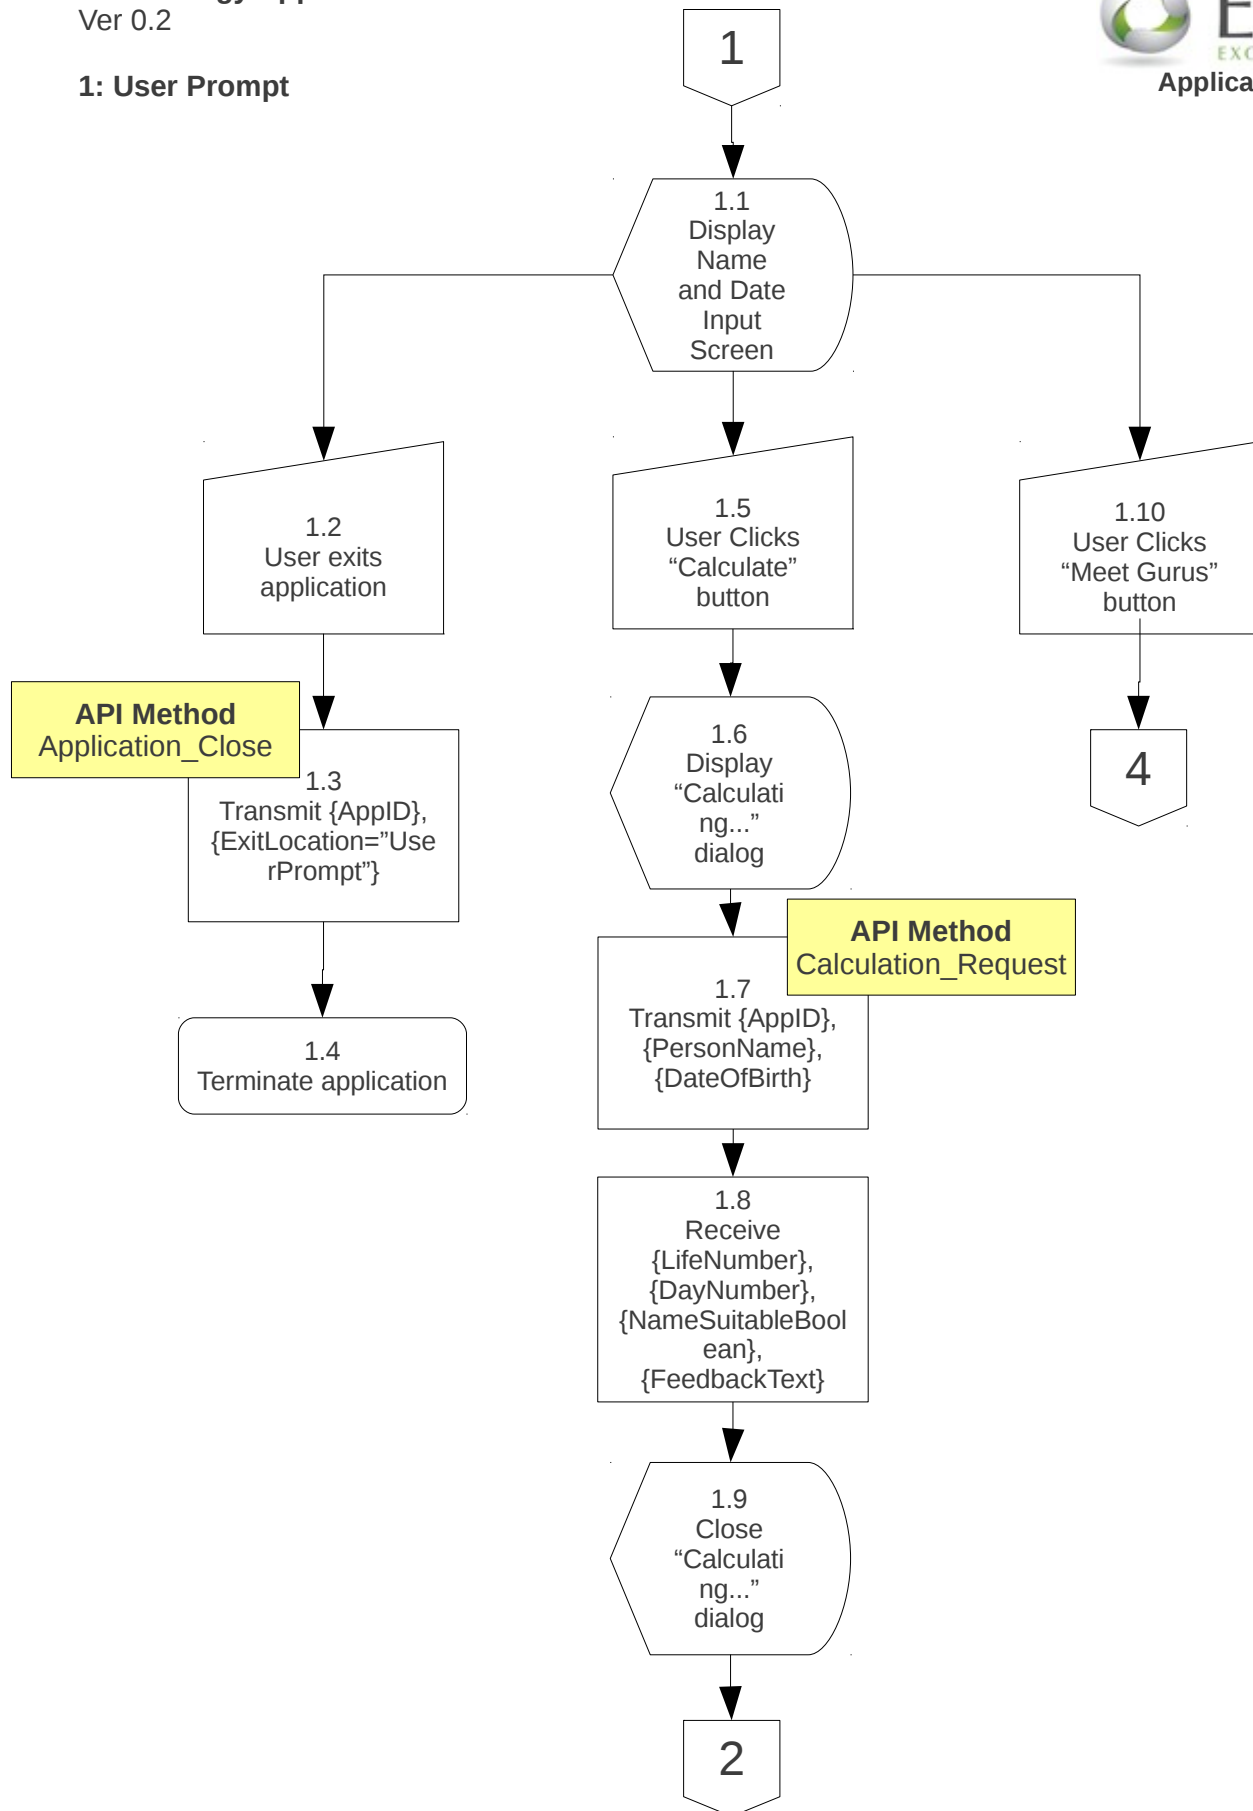 Ver 0.2
1: User Prompt
1
1.1
Display
Name
and Date
Input
Screen
1.2
User exits
application
1.5
User Clicks
“Calculate”
button
1.10
User Clicks
“Meet Gurus”
button
API Method
Application_Close
1.3
Transmit {AppID},
{ExitLocation=”Use
rPrompt”}
1.4
Terminate application
1.6
Display
“Calculati
ng...”
dialog
4
API Method
Calculation_Request
1.7
Transmit {AppID},
{PersonName},
{DateOfBirth}
1.8
Receive
{LifeNumber},
{DayNumber},
{NameSuitableBool
ean},
{FeedbackText}
1.9
Close
“Calculati
ng...”
dialog
2